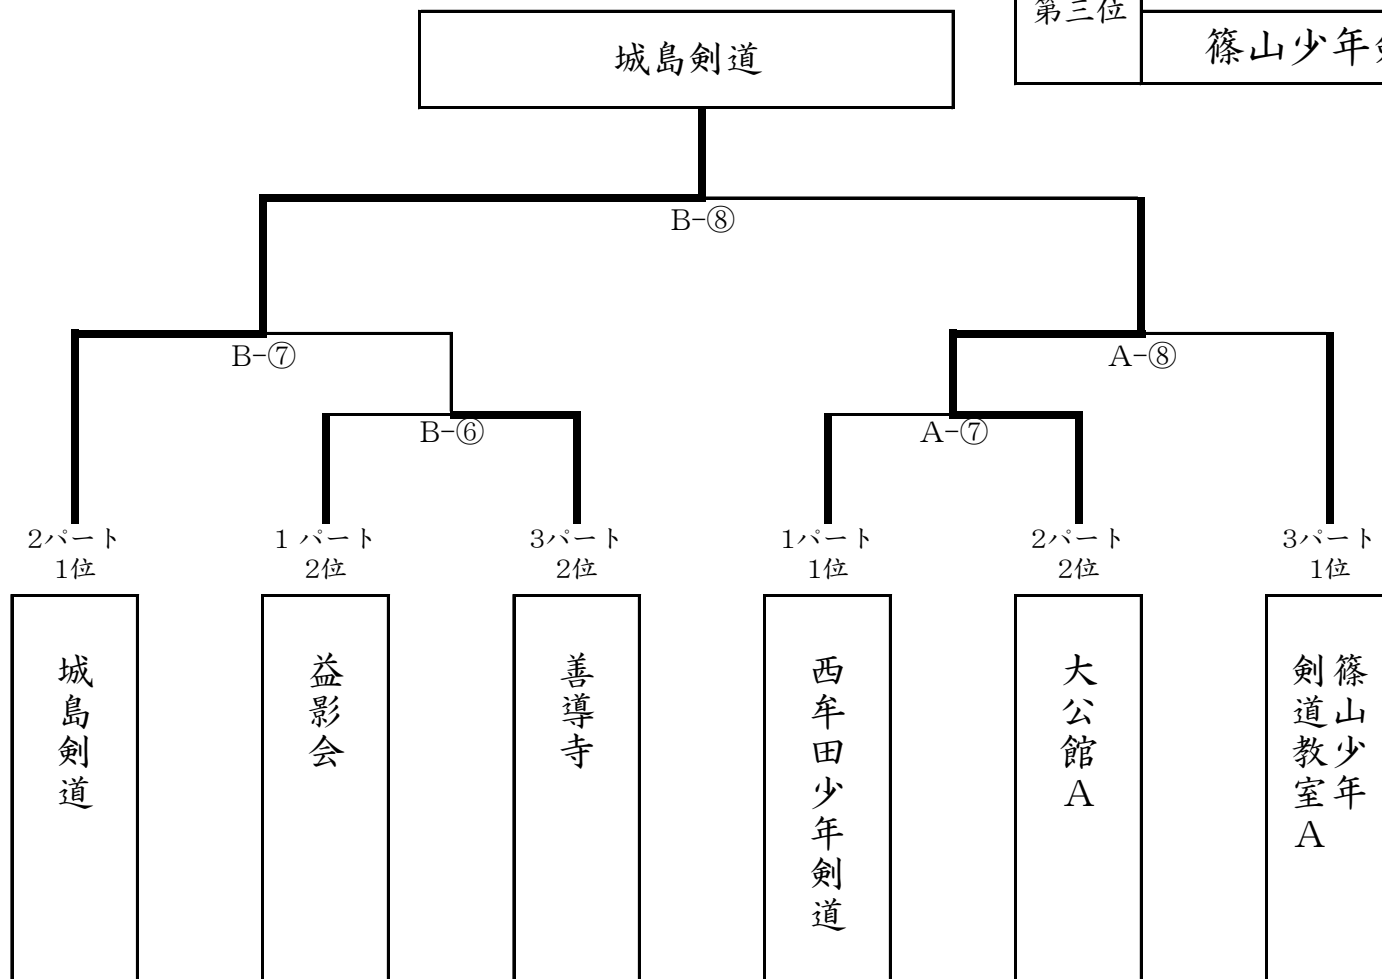 第三位
城島剣道
篠山少年
B-⑧
B-⑦
A-⑧
B-⑥
A-⑦
2パート
1位
1 パート
2位
3パート
2位
1パート
1位
2パート
2位
3パート
1位
城島剣道
益影会
善導寺
西牟田少年剣道
大公館A
篠山少年
剣道教室A